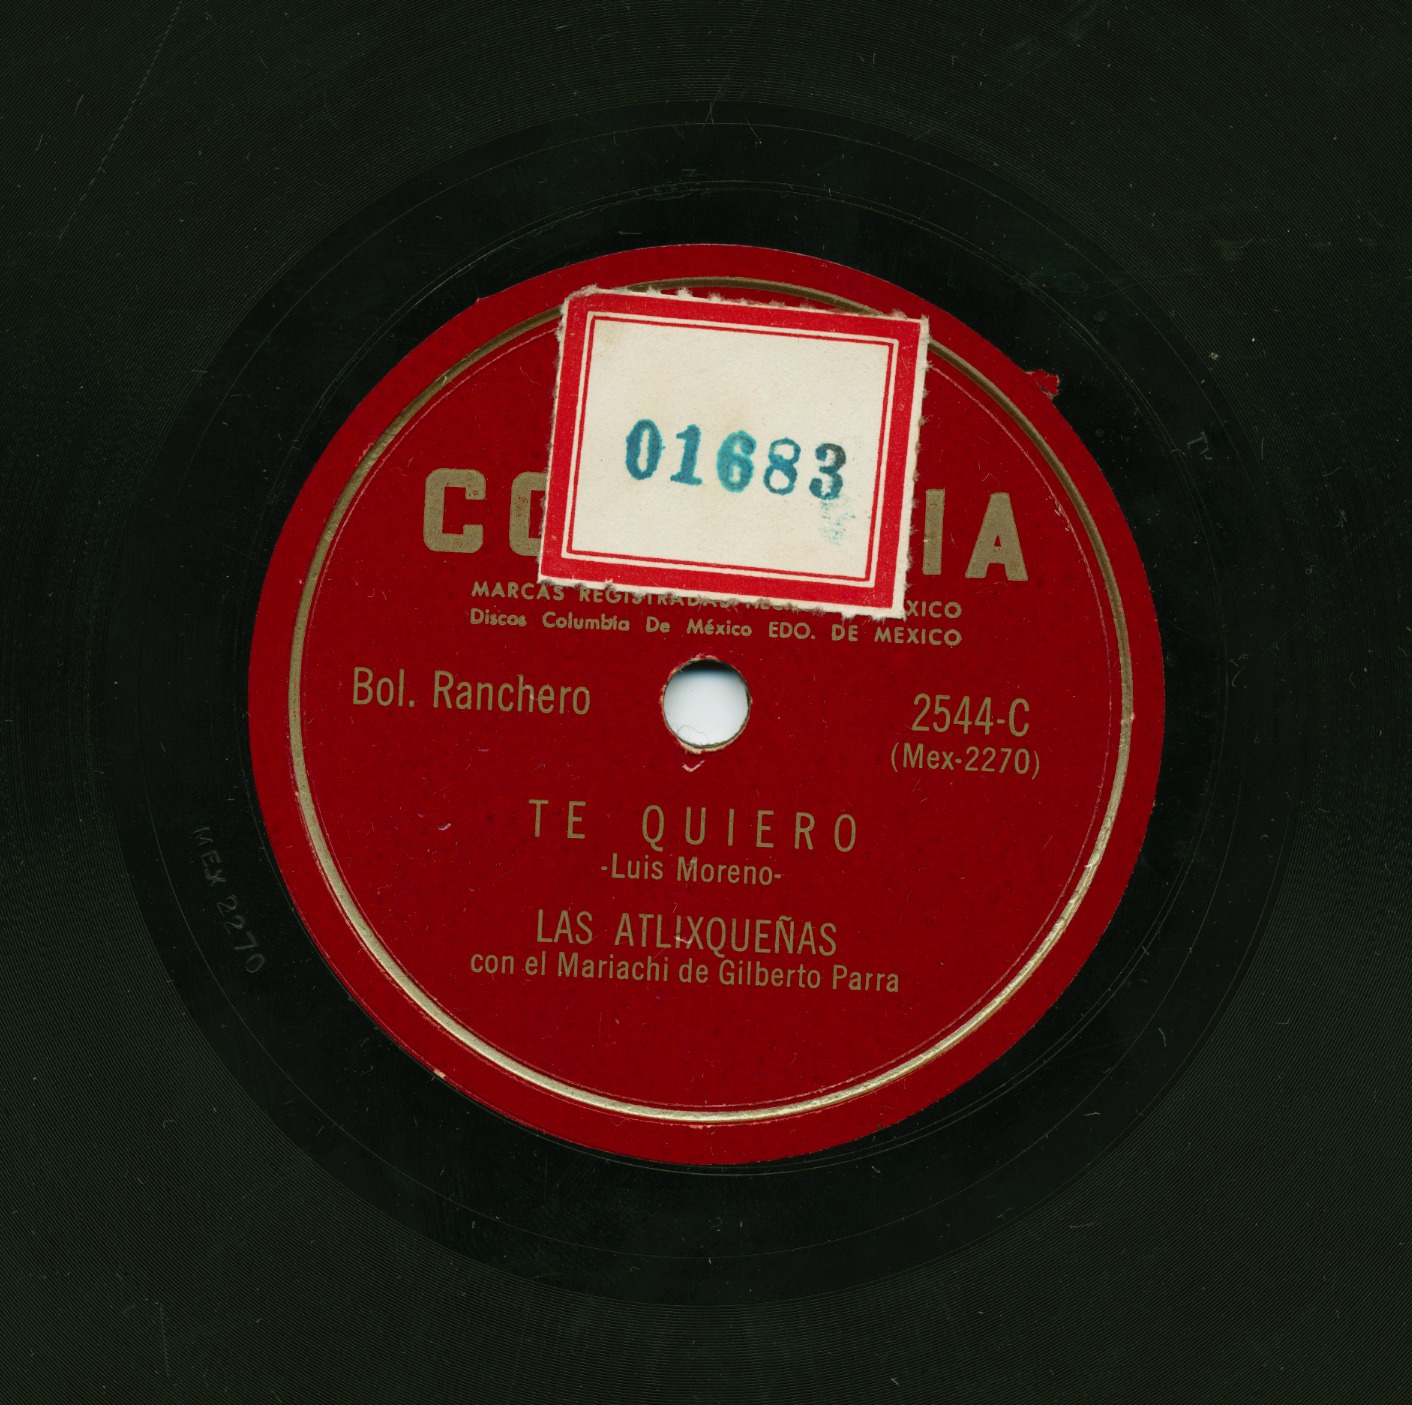 01683
CO IA
MARCAS REGISTRADAS XICO
Discos Columbia De México EDO. DE MEXICO
Bol. Ranchero
2544-C
(Mex-2270)
TE QUIERO
-Luis Moreno-
LAS ATLIXQUEÑAS
con el Mariachi de Gilberto Parra
MEX 2270